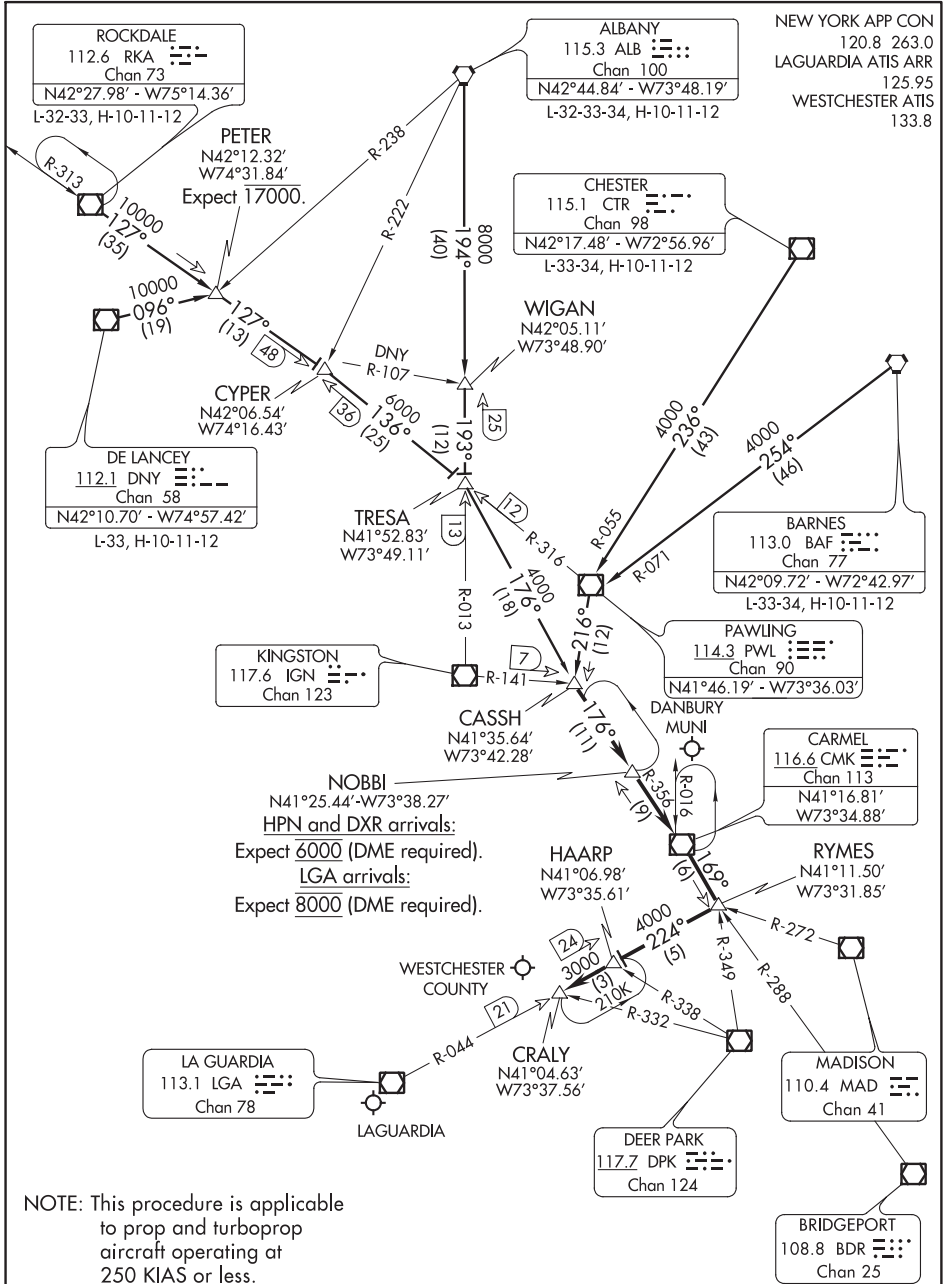 NEW YORK APP CON
120.8 263.0
LAGUARDIA ATIS ARR
125.95
WESTCHESTER ATIS
133.8
ROCKDALE
112.6 RKA
Chan 73
N42°27.98' - W75°14.36'
L-32-33, H-10-11-12
ALBANY
115.3 ALB
Chan 100
N42°44.84' - W73°48.19'
L-32-33-34, H-10-11-12
PETER
N42°12.32'
W74°31.84'
Expect 17000.
R-313
10000
127°
(35)
R-238
R-222
8000
194°
(40)
CHESTER
115.1 CTR
Chan 98
N42°17.48' - W72°56.96'
L-33-34, H-10-11-12
10000
096°
(19)
127°
(13)
48
DNY
R-107
WIGAN
N42°05.11'
W73°48.90'
CYPER
N42°06.54'
W74°16.43'
36
6000
136°
(25)
193°
(12)
25
4000
236°
(43)
4000
254°
(46)
DE LANCEY
112.1 DNY
Chan 58
N42°10.70' - W74°57.42'
L-33, H-10-11-12
TRESA
N41°52.83'
W73°49.11'
13
12
R-316
R-055
R-071
BARNES
113.0 BAF
Chan 77
N42°09.72' - W72°42.97'
L-33-34, H-10-11-12
R-013
4000
176°
(18)
216°
(12)
PAWLING
114.3 PWL
Chan 90
N41°46.19' - W73°36.03'
KINGSTON
117.6 IGN
Chan 123
R-141
7
CASSH
N41°35.64'
W73°42.28'
176°
(11)
DANBURY
MUNI
CARMEL
116.6 CMK
Chan 113
N41°16.81'
W73°34.88'
NOBBI
N41°25.44'-W73°38.27'
HPN and DXR arrivals:
Expect 6000 (DME required).
LGA arrivals:
Expect 8000 (DME required).
R-356
(9)
R-016
169°
(6)
RYMES
N41°11.50'
W73°31.85'
HAARP
N41°06.98'
W73°35.61'
4000
224°
(5)
R-272
R-349
R-288
WESTCHESTER
COUNTY
24
3000
(3)
210K
R-338
R-332
21
R-044
CRALY
N41°04.63'
W73°37.56'
LA GUARDIA
113.1 LGA
Chan 78
LAGUARDIA
MADISON
110.4 MAD
Chan 41
DEER PARK
117.7 DPK
Chan 124
BRIDGEPORT
108.8 BDR
Chan 25
NOTE: This procedure is applicable
to prop and turboprop
aircraft operating at
250 KIAS or less.